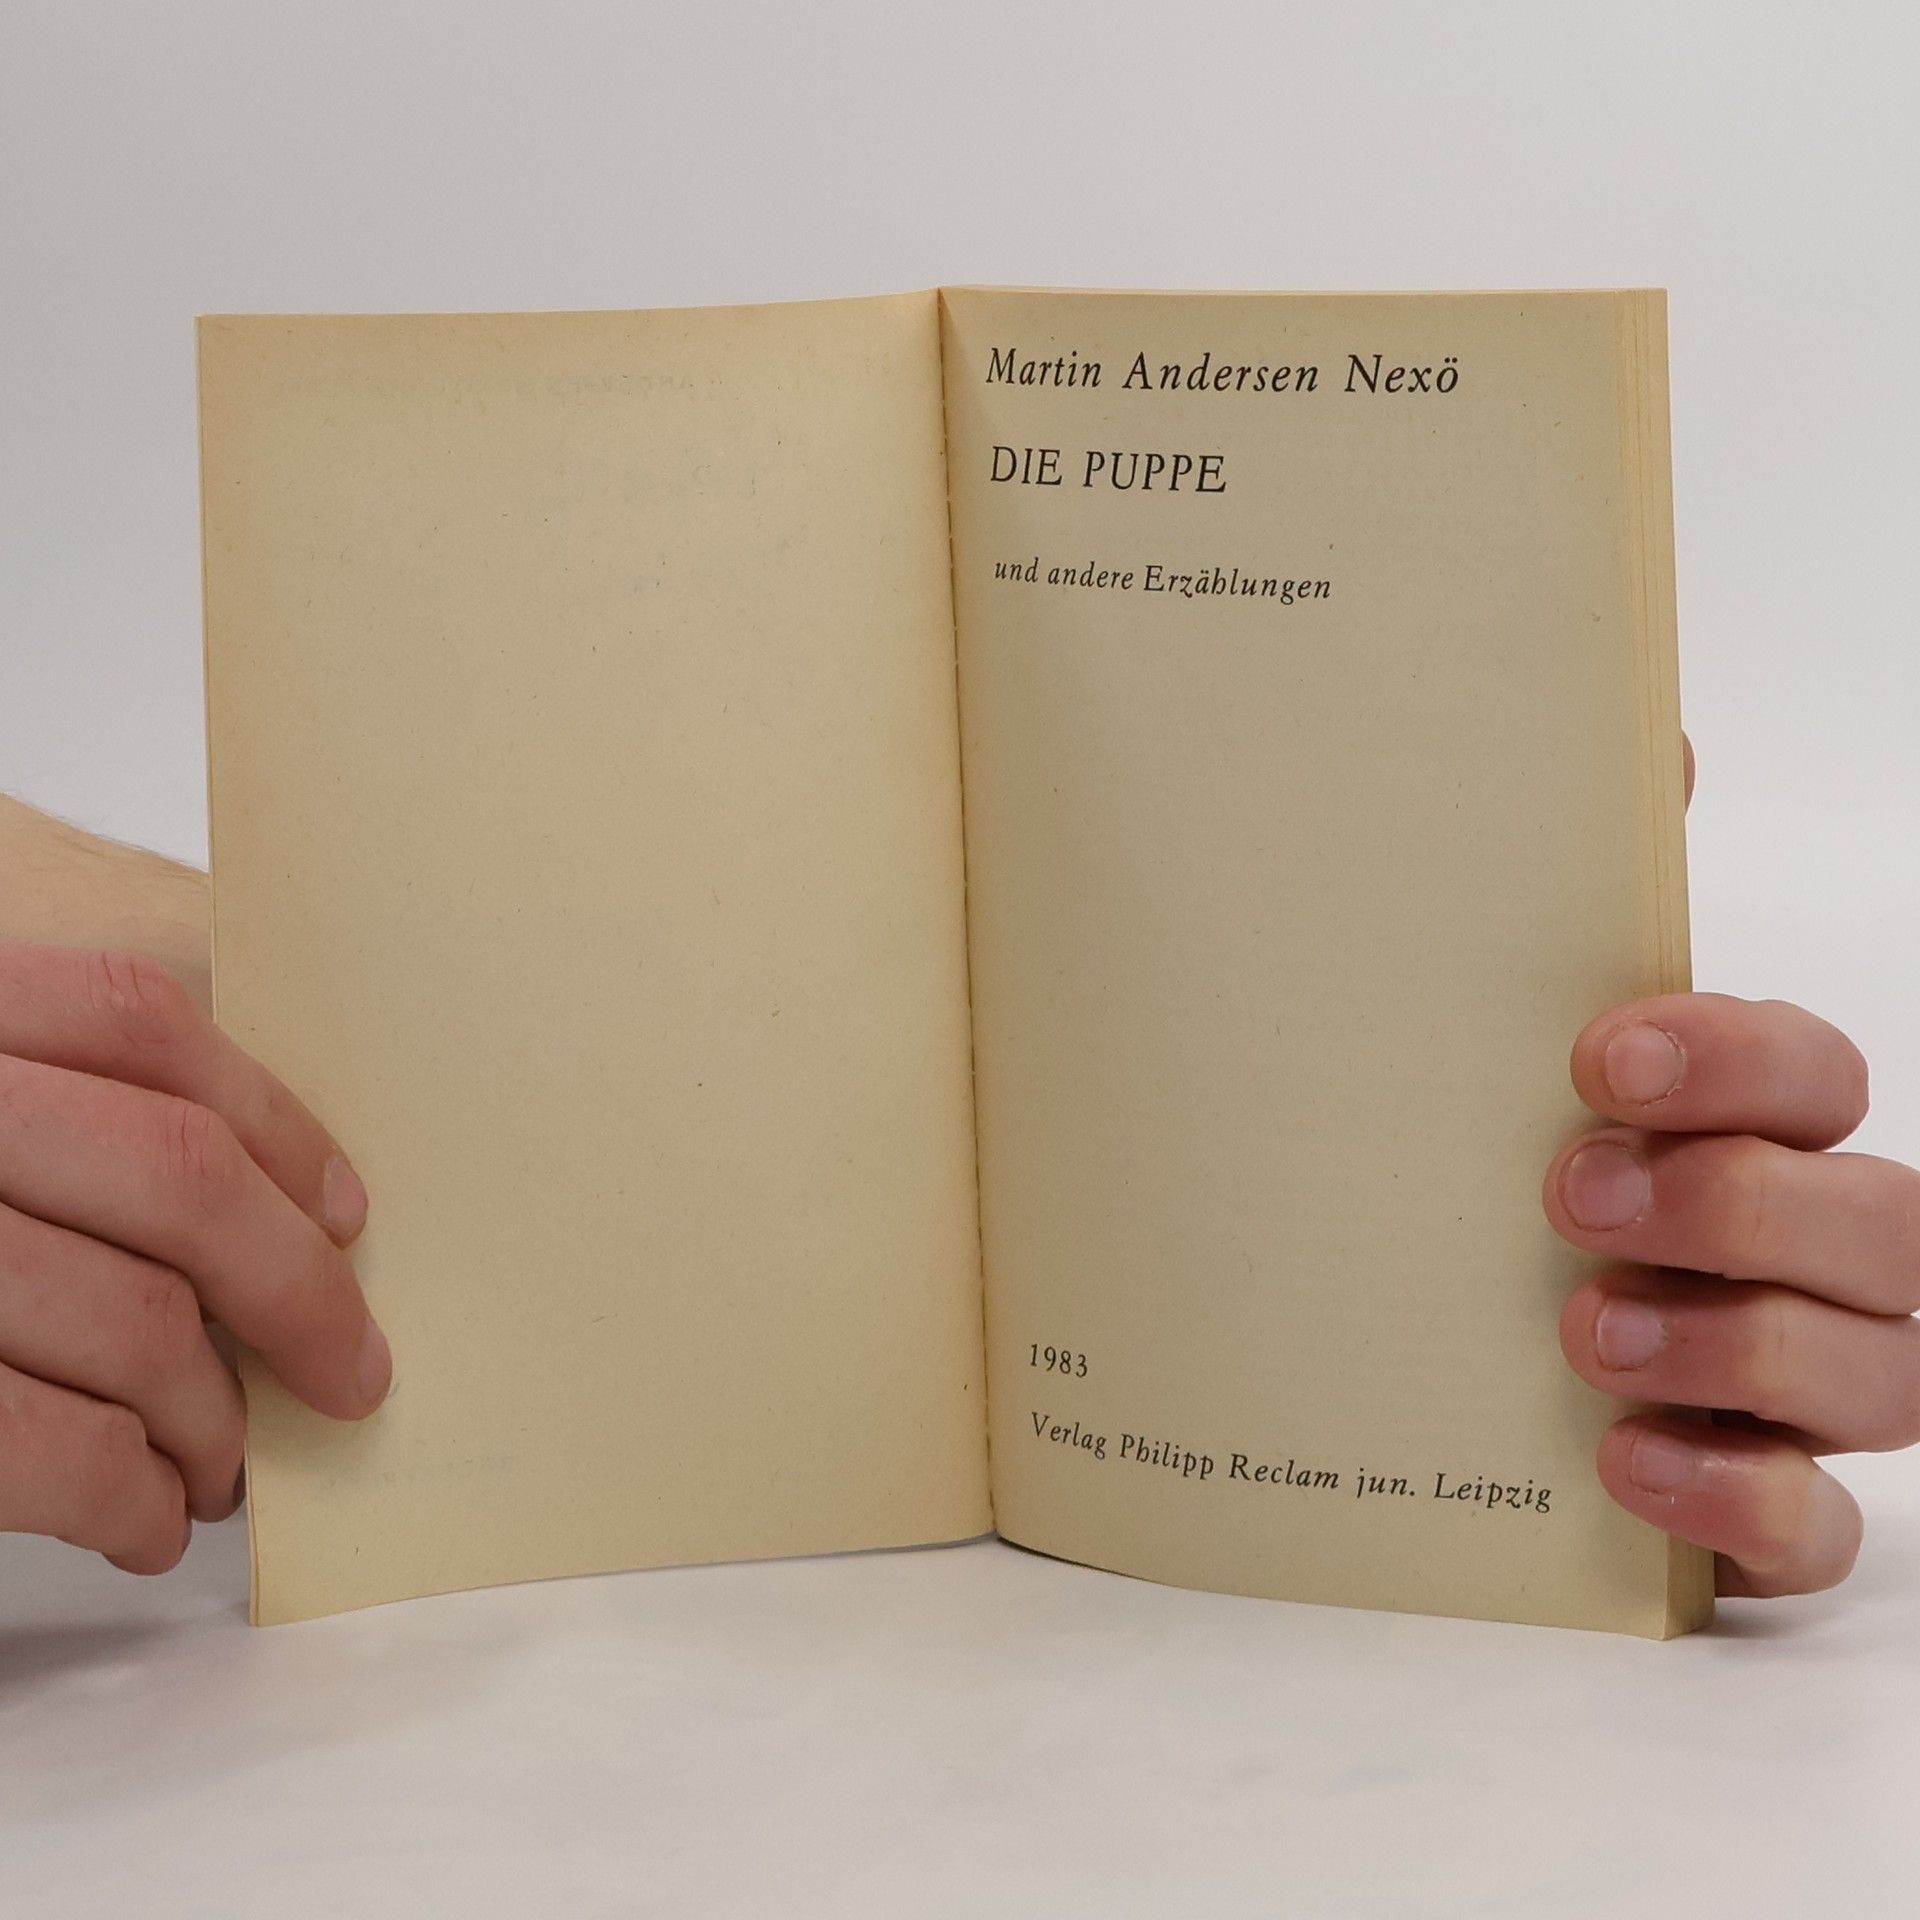 Martin Andersen Nexö
DIE PUPPE
und andere Erzählungen
1983
Verlag Philipp Reclam jun. Leipzig